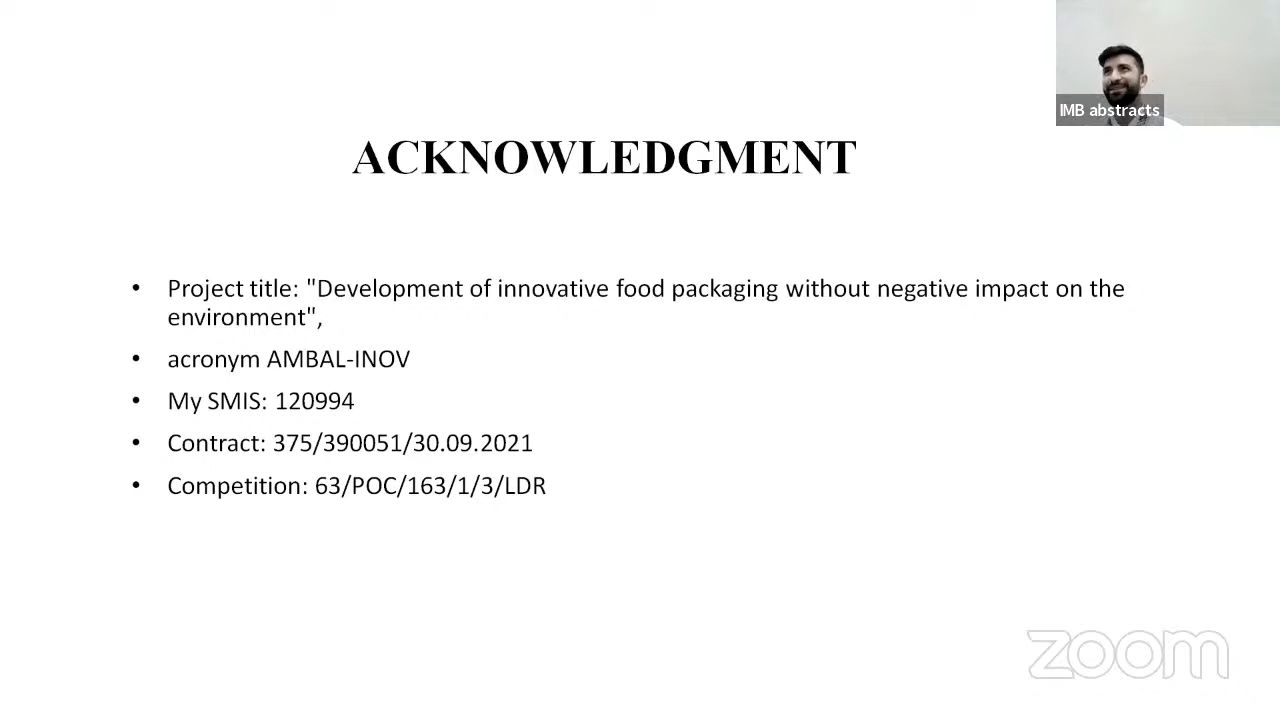 IMB abstracts
ACKNOWLEDGMENT
• Project title: "Development of innovative food packaging without negative impact on the
environment",
• acronym AMBAL-INOV
• My SMIS: 120994
• Contract: 375/390051/30.09.2021
• Competition: 63/POC/163/1/3/LDR
zoom